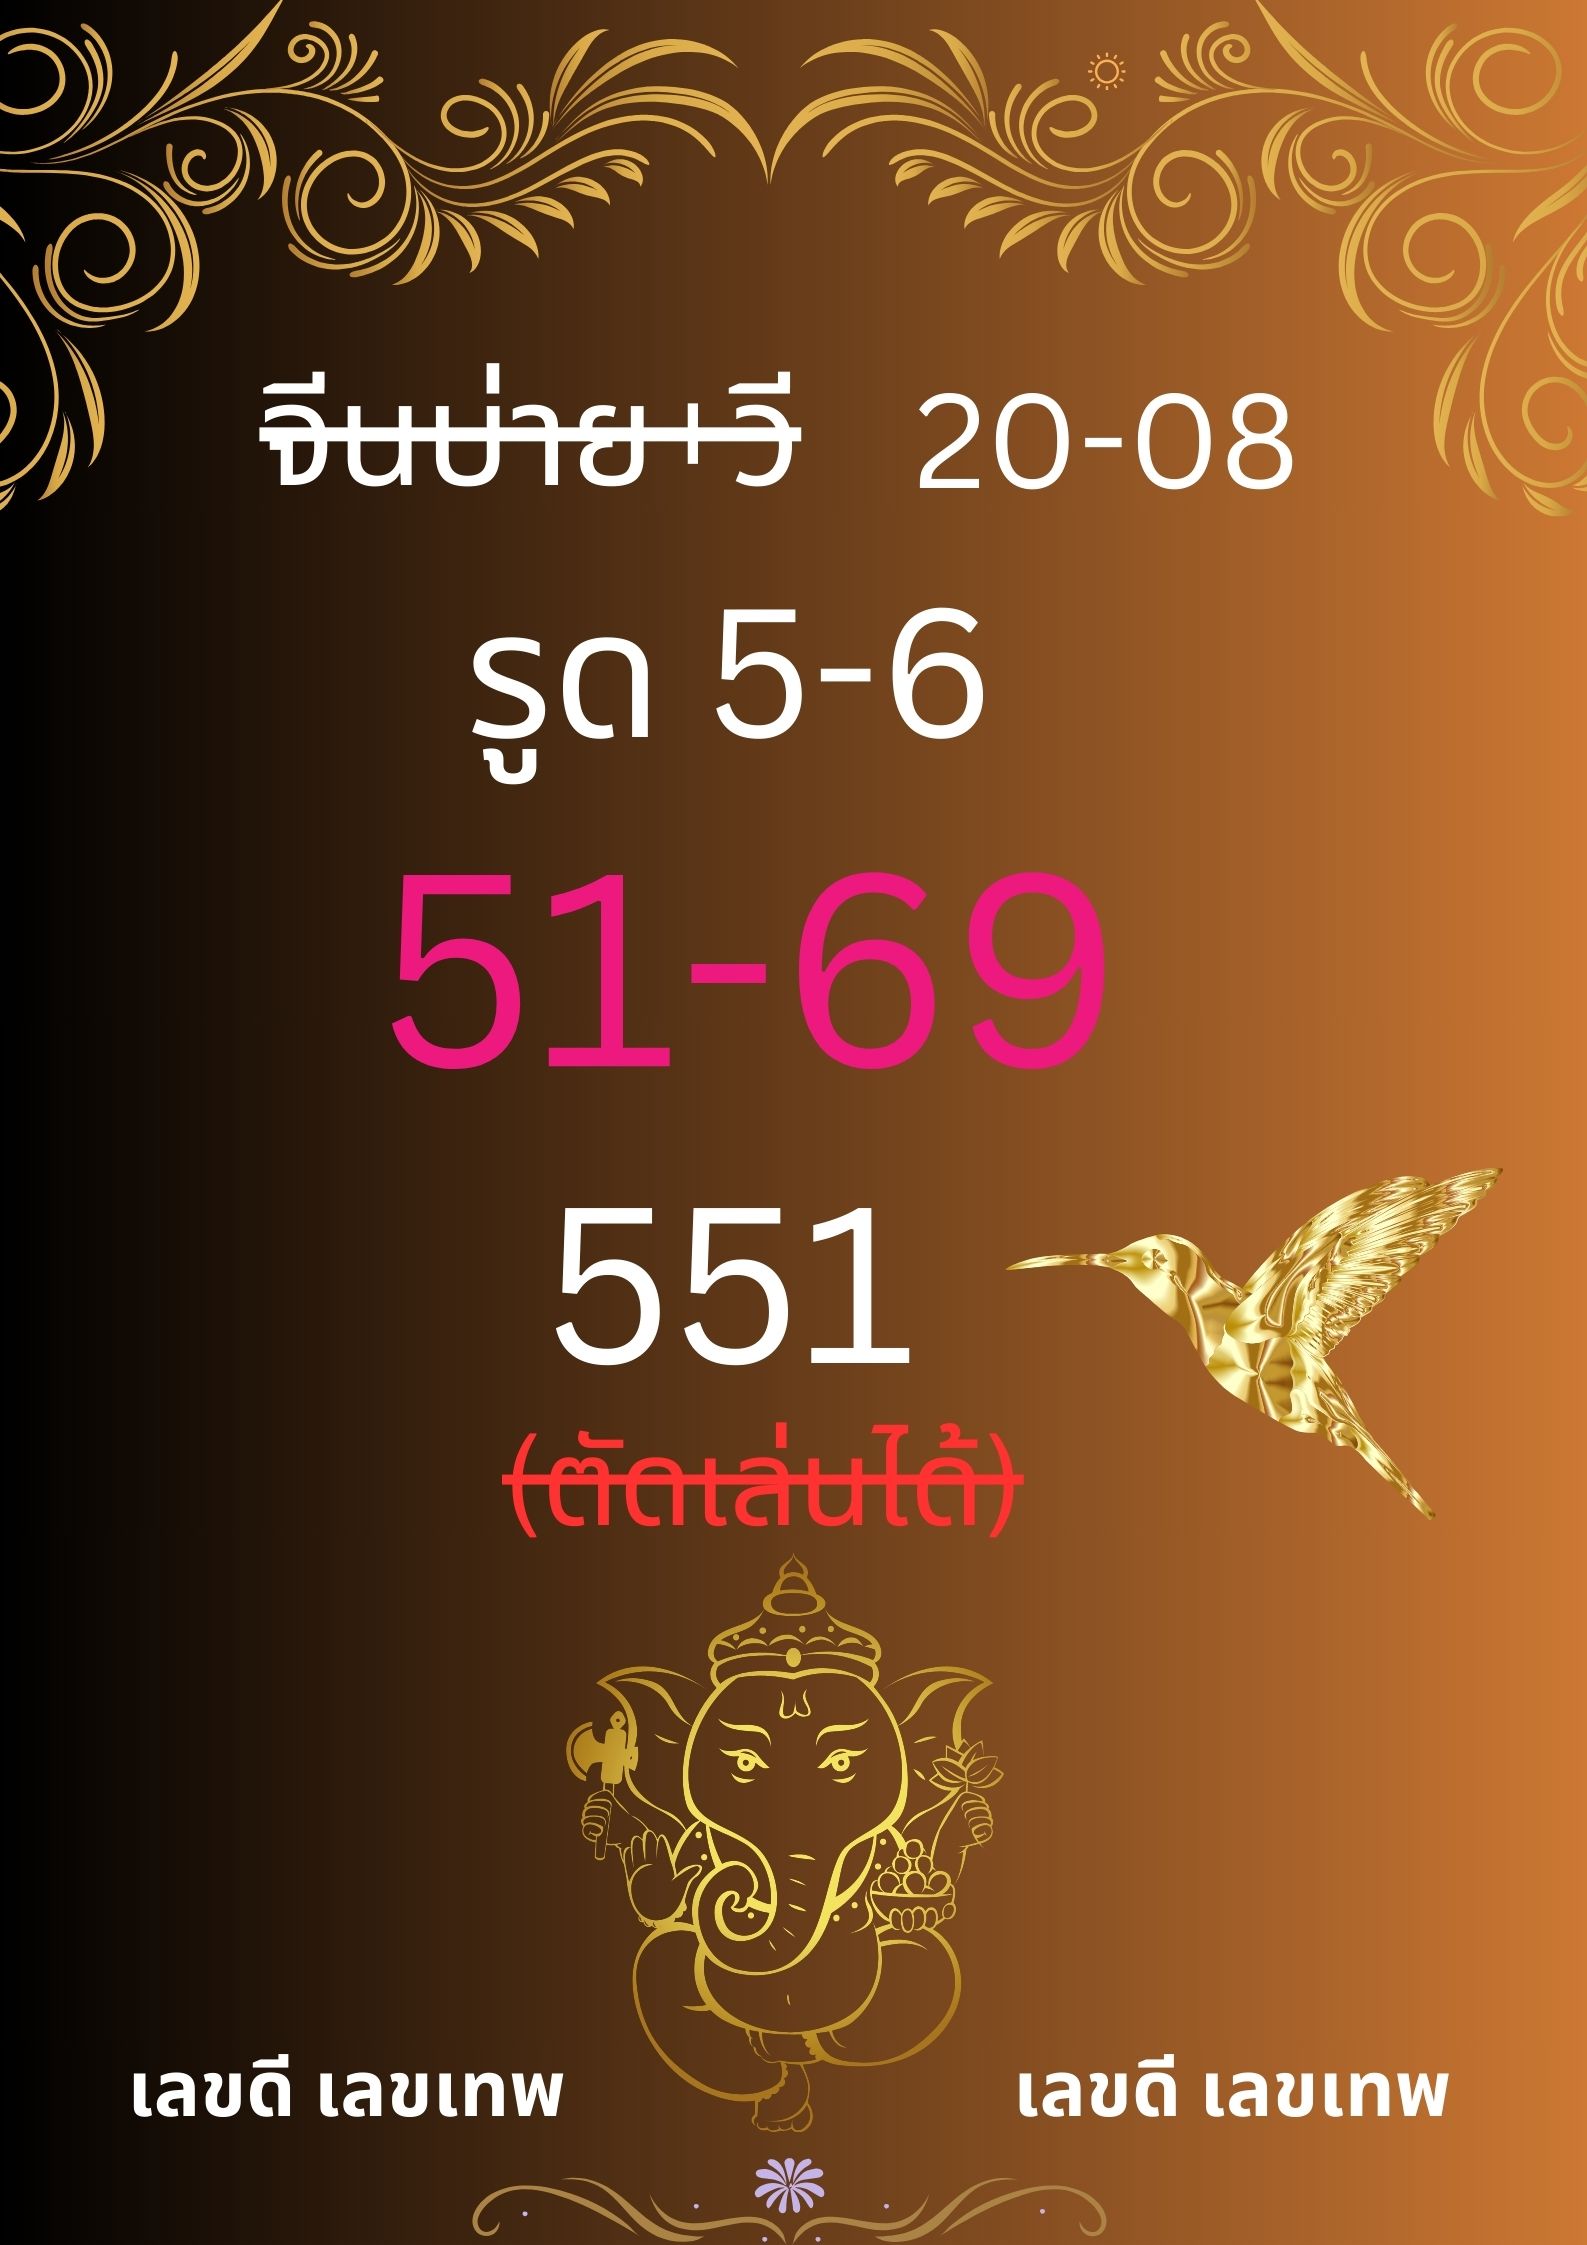 จีนบ่าย+วี 20-08
รูด 5-6
51-69
551
(ตัดเล่นได้)
เลขดี เลขเทพ เลขดี เลขเทพ